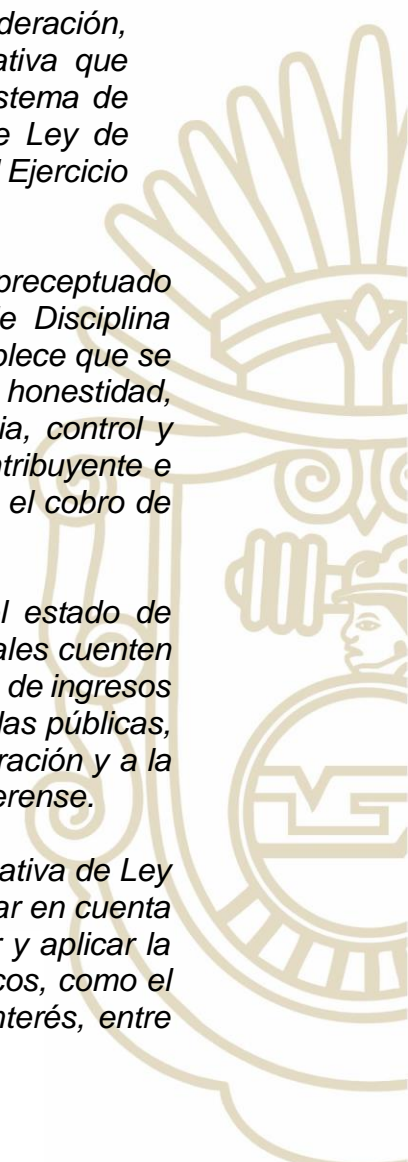 deración,
ativa que
istema de
e Ley de
l Ejercicio
preceptuado
e Disciplina
blece que se
honestidad,
ia, control y
ntribuyente e
el cobro de
l estado de
ales cuenten
de ingresos
das públicas,
ración y a la
erense.
ativa de Ley
ar en cuenta
r y aplicar la
cos, como el
nterés, entre